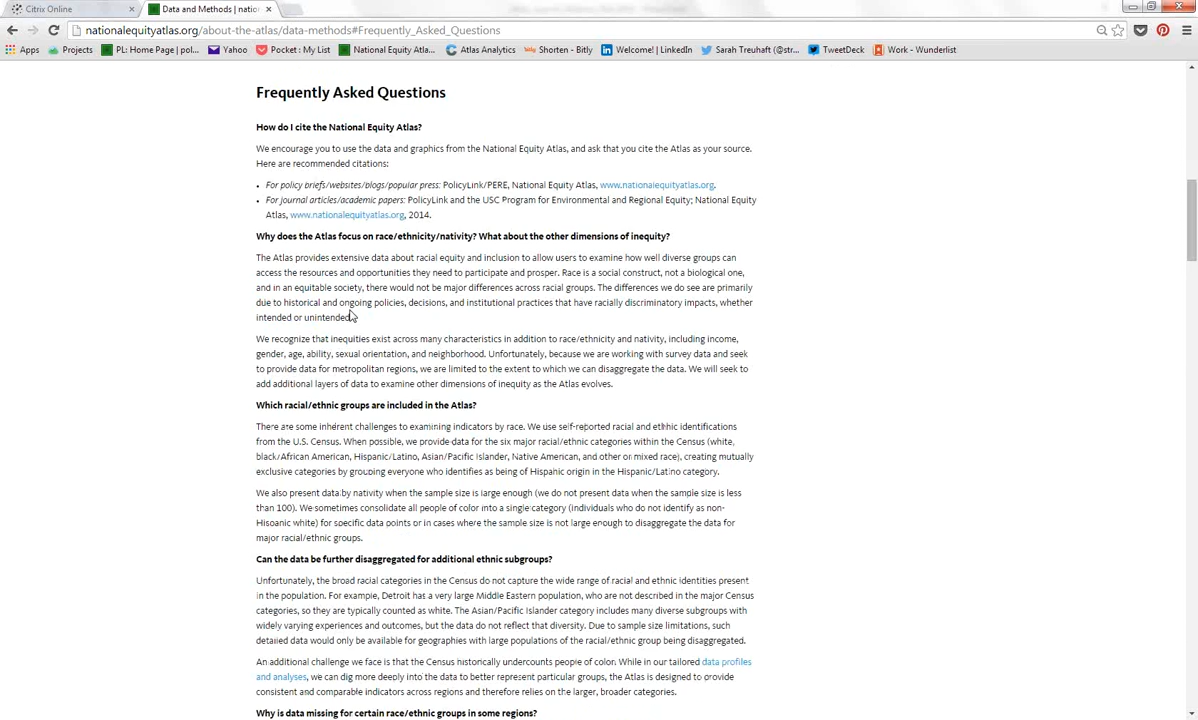 Citrix Online
Data and Methods | natio
nationalequityatlas.org/about-the-atlas/data-methods#Frequently_Asked_Questions
Apps Projects PL: Home Page | pol... Yahoo Pocket : My List National Equity Atla... Atlas Analytics Shorten - Bitly Welcome! | LinkedIn Sarah Treuhaft (@str... TweetDeck Work - Wunderlist
Frequently Asked Questions
How do I cite the National Equity Atlas?
We encourage you to use the data and graphics from the National Equity Atlas, and ask that you cite the Atlas as your source.
Here are recommended citations:
• For policy briefs/websites/blogs/popular press: PolicyLink/PERE, National Equity Atlas, www.nationalequityatlas.org.
• For journal articles/academic papers: PolicyLink and the USC Program for Environmental and Regional Equity; National Equity
Atlas, www.nationalequityatlas.org, 2014.
Why does the Atlas focus on race/ethnicity/nativity? What about the other dimensions of inequity?
The Atlas provides extensive data about racial equity and inclusion to allow users to examine how well diverse groups can
access the resources and opportunities they need to participate and prosper. Race is a social construct, not a biological one,
and in an equitable society, there would not be major differences across racial groups. The differences we do see are primarily
due to historical and ongoing policies, decisions, and institutional practices that have racially discriminatory impacts, whether
intended or unintended.
We recognize that inequities exist across many characteristics in addition to race/ethnicity and nativity, including income,
gender, age, ability, sexual orientation, and neighborhood. Unfortunately, because we are working with survey data and seek
to provide data for metropolitan regions, we are limited to the extent to which we can disaggregate the data. We will seek to
add additional layers of data to examine other dimensions of inequity as the Atlas evolves.
Which racial/ethnic groups are included in the Atlas?
There are some inherent challenges to examining indicators by race. We use self-reported racial and ethnic identifications
from the U.S. Census. When possible, we provide data for the six major racial/ethnic categories within the Census (white,
black/African American, Hispanic/Latino, Asian/Pacific Islander, Native American, and other or mixed race), creating mutually
exclusive categories by grouping everyone who identifies as being of Hispanic origin in the Hispanic/Latino category.
We also present data by nativity when the sample size is large enough (we do not present data when the sample size is less
than 100). We sometimes consolidate all people of color into a single category (individuals who do not identify as non-
Hispanic white) for specific data points or in cases where the sample size is not large enough to disaggregate the data for
major racial/ethnic groups.
Can the data be further disaggregated for additional ethnic subgroups?
Unfortunately, the broad racial categories in the Census do not capture the wide range of racial and ethnic identities present
in the population. For example, Detroit has a very large Middle Eastern population, who are not described in the major Census
categories, so they are typically counted as white. The Asian/Pacific Islander category includes many diverse subgroups with
widely varying experiences and outcomes, but the data do not reflect that diversity. Due to sample size limitations, such
detailed data would only be available for geographies with large populations of the racial/ethnic group being disaggregated.
An additional challenge we face is that the Census historically undercounts people of color. While in our tailored data profiles
and analyses, we can dig more deeply into the data to better represent particular groups, the Atlas is designed to provide
consistent and comparable indicators across regions and therefore relies on the larger, broader categories.
Why is data missing for certain race/ethnic groups in some regions?